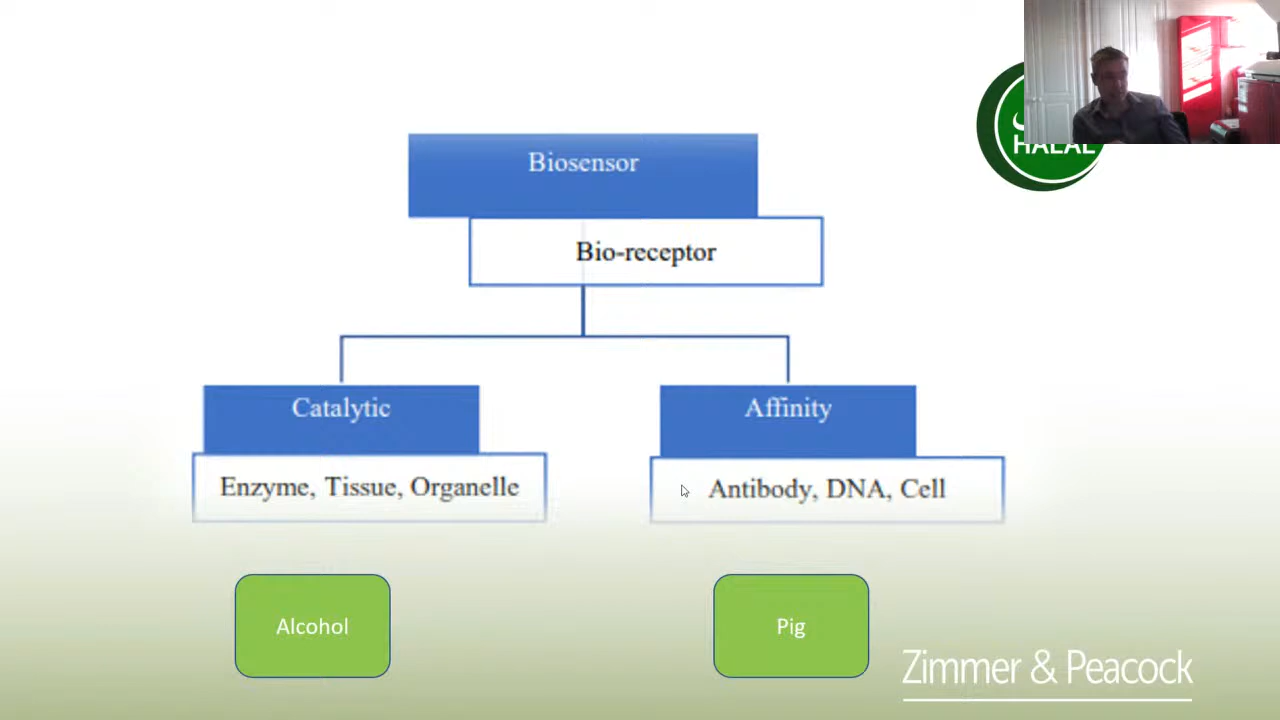 HALAL
Biosensor
Bio-receptor
Catalytic
Affinity
Enzyme, Tissue, Organelle
Antibody, DNA, Cell
Alcohol
Pig
Zimmer & Peacock